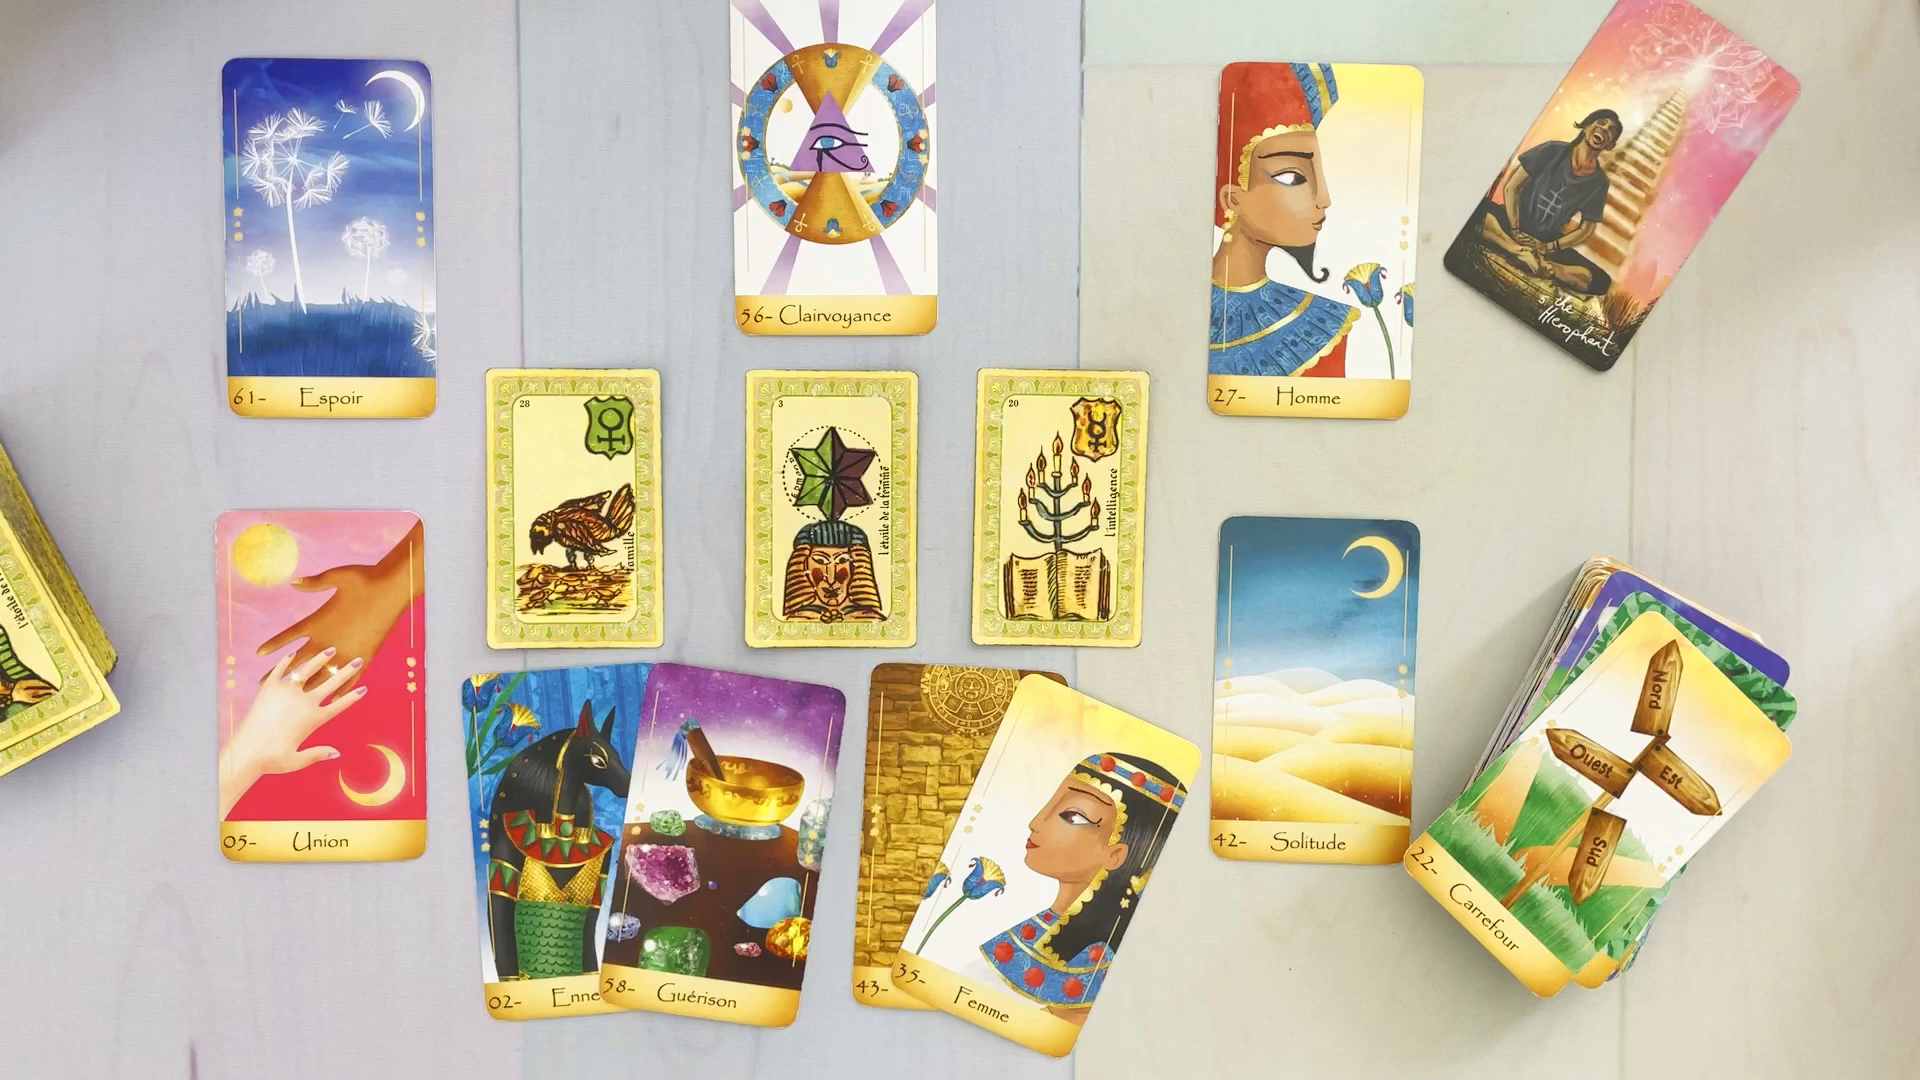 61- Espoir
56- Clairvoyance
27- Homme
5 the
Hierophant
28
famille
3
l'étoile de la femme
20
l'intelligence
05- Union
42- Solitude
Nord
Ouest
Est
Sud
22- Carrefour
02- Enne
58- Guérison
43-
35- Femme